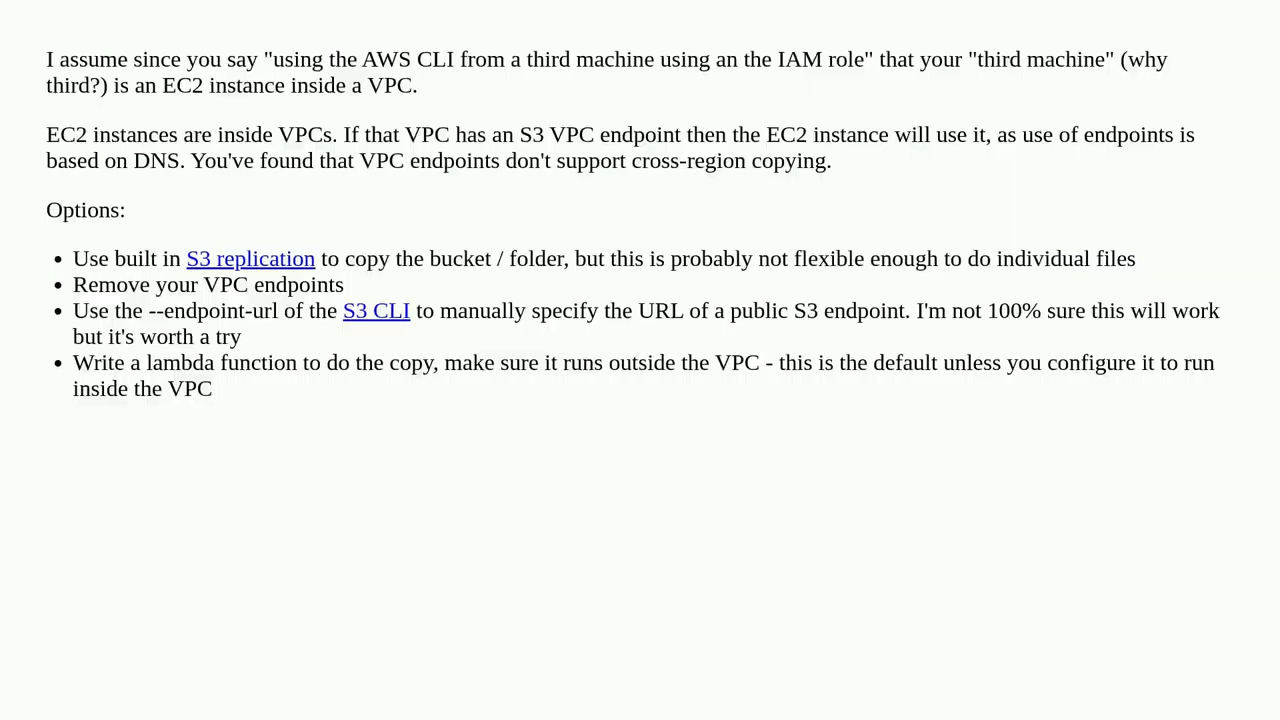 I assume since you say "using the AWS CLI from a third machine using an the IAM role" that your "third machine" (why
third?) is an EC2 instance inside a VPC.
EC2 instances are inside VPCs. If that VPC has an S3 VPC endpoint then the EC2 instance will use it, as use of endpoints is
based on DNS. You've found that VPC endpoints don't support cross-region copying.
Options:
• Use built in S3 replication to copy the bucket / folder, but this is probably not flexible enough to do individual files
• Remove your VPC endpoints
• Use the --endpoint-url of the S3 CLI to manually specify the URL of a public S3 endpoint. I'm not 100% sure this will work
but it's worth a try
• Write a lambda function to do the copy, make sure it runs outside the VPC - this is the default unless you configure it to run
inside the VPC